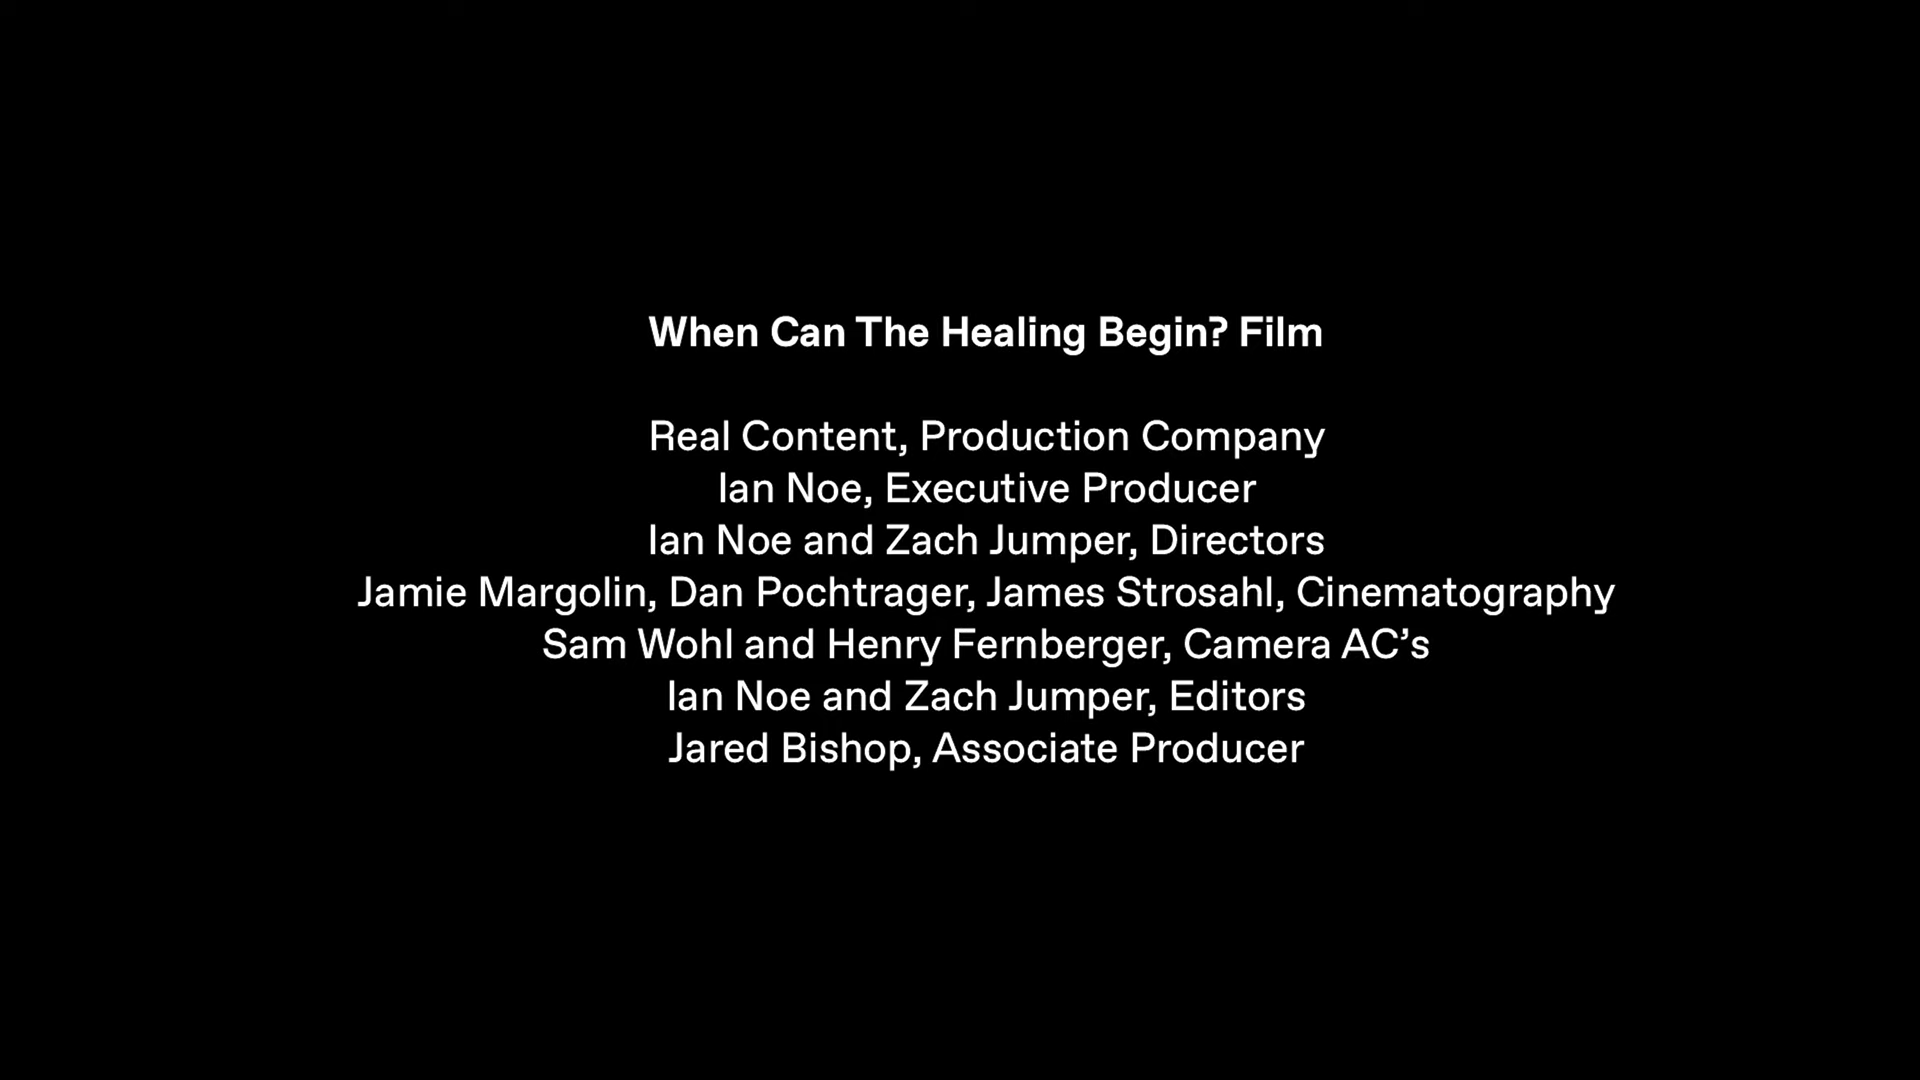 When Can The Healing Begin? Film
Real Content, Production Company
Ian Noe, Executive Producer
Ian Noe and Zach Jumper, Directors
Jamie Margolin, Dan Pochtrager, James Strosahl, Cinematography
Sam Wohl and Henry Fernberger, Camera AC’s
Ian Noe and Zach Jumper, Editors
Jared Bishop, Associate Producer